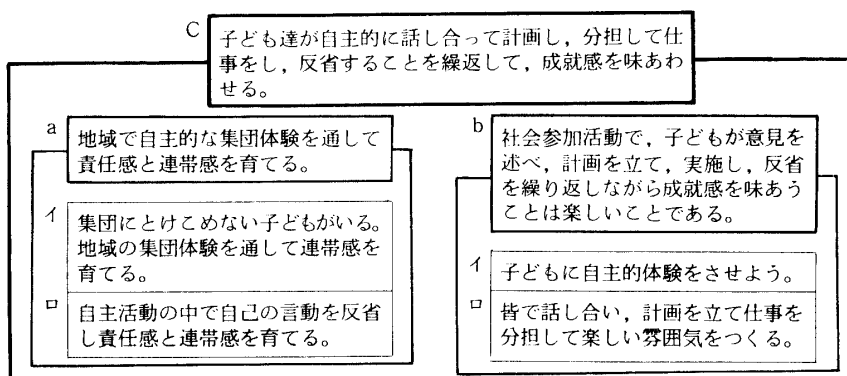 C
子ども達が自主的に話し合って計画し，分担して仕
事をし，反省することを繰返して，成就感を味あわ
せる。
a
地域で自主的な集団体験を通して
責任感と連帯感を育てる。
イ
集団にとけこめない子どもがいる。
地域の集団体験を通して連帯感を
育てる。
ロ
自主活動の中で自己の言動を反省
し責任感と連帯感を育てる。
b
社会参加活動で，子どもが意見を
述べ，計画を立て，実施し，反省
を繰り返しながら成就感を味あう
ことは楽しいことである。
イ
子どもに自主的体験をさせよう。
ロ
皆で話し合い，計画を立て仕事を
分担して楽しい雰囲気をつくる。